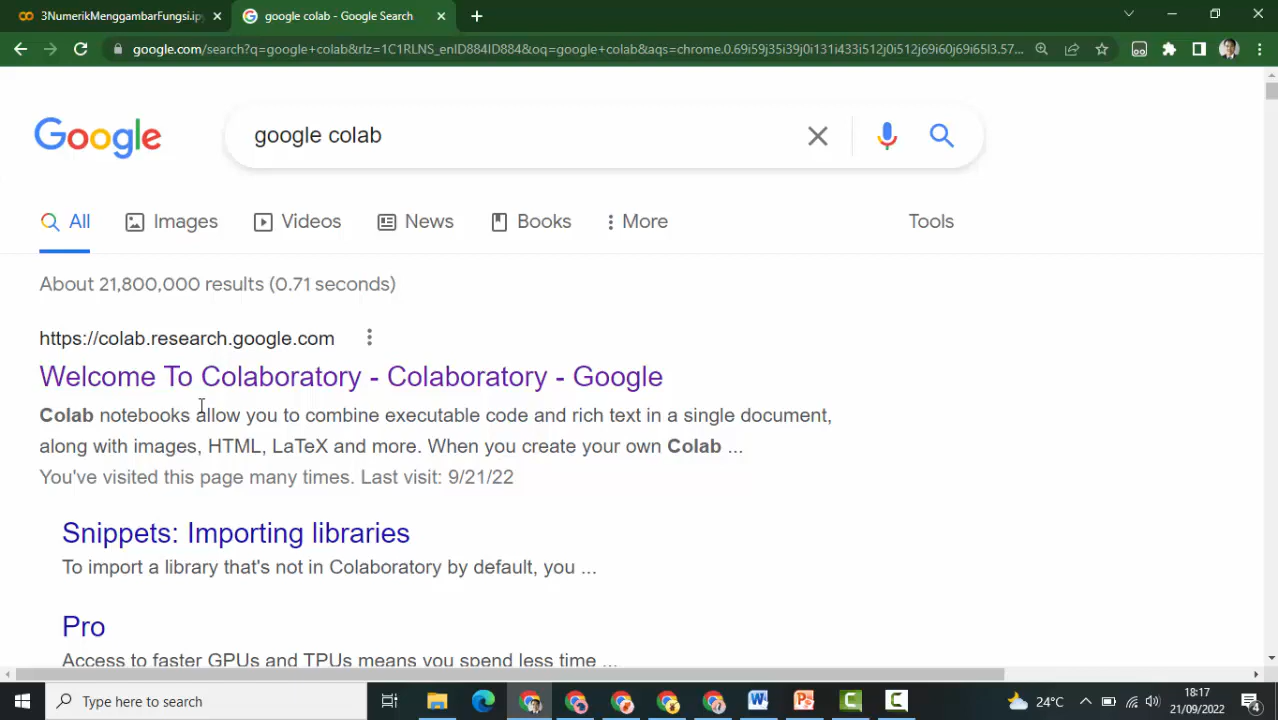 3NumerikMenggambarFungsi.ip
google colab - Google Search
google.com/search?q=google+colab&rlz=1C1RLNS_enID884ID884&oq=google+colab&aqs=chrome.0.69i59j35i39j0i131i433i512j0i512j69i60j69i65l3.57...
Google
google colab
All
Images
Videos
News
Books
More
Tools
About 21,800,000 results (0.71 seconds)
https://colab.research.google.com
Welcome To Colaboratory - Colaboratory - Google
Colab notebooks allow you to combine executable code and rich text in a single document,
along with images, HTML, LaTeX and more. When you create your own Colab ...
You've visited this page many times. Last visit: 9/21/22
Snippets: Importing libraries
To import a library that's not in Colaboratory by default, you ...
Pro
Access to faster GPUs and TPUs means you spend less time ...
Type here to search
24°C
18:17
21/09/2022
4